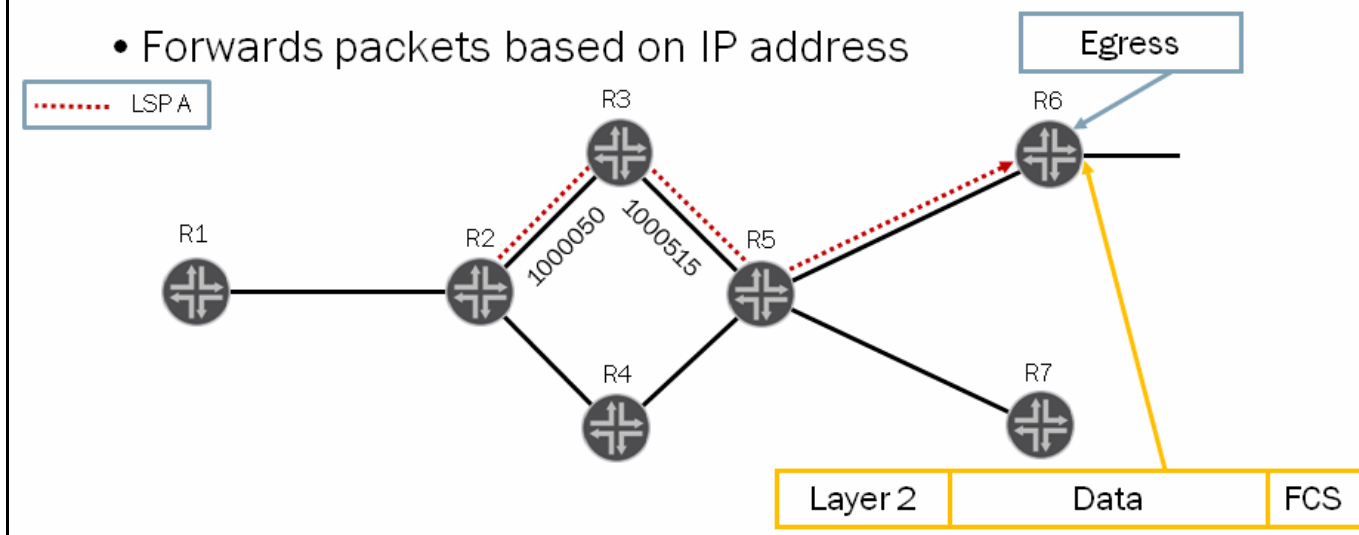 • Forwards packets based on IP address
Egress
LSP A
R3
R6
R1
R2
1000050
1000515
R5
R4
R7
Layer 2
Data
FCS